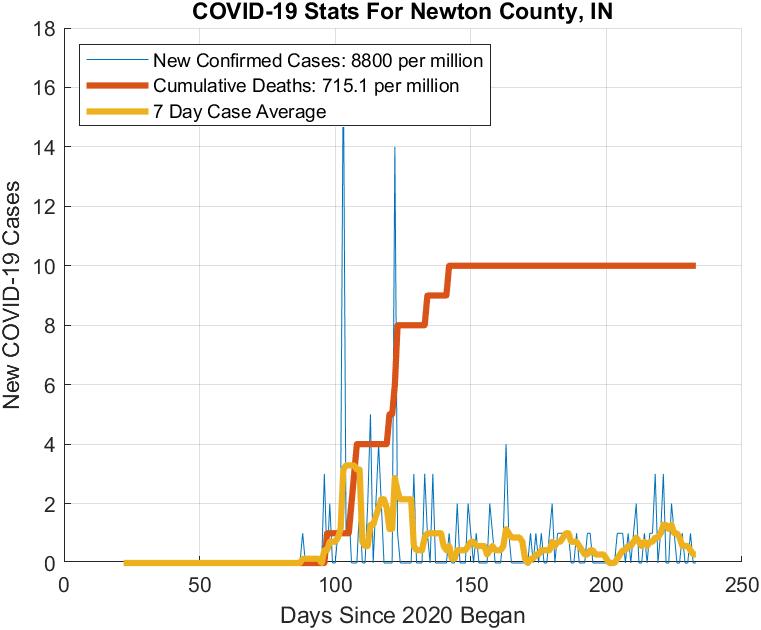 COVID-19 Stats For Newton County, IN
New Confirmed Cases: 8800 per million
Cumulative Deaths: 715.1 per million
7 Day Case Average
New COVID-19 Cases
18
16
14
12
10
8
6
4
2
0
0 50 100 150 200 250
Days Since 2020 Began